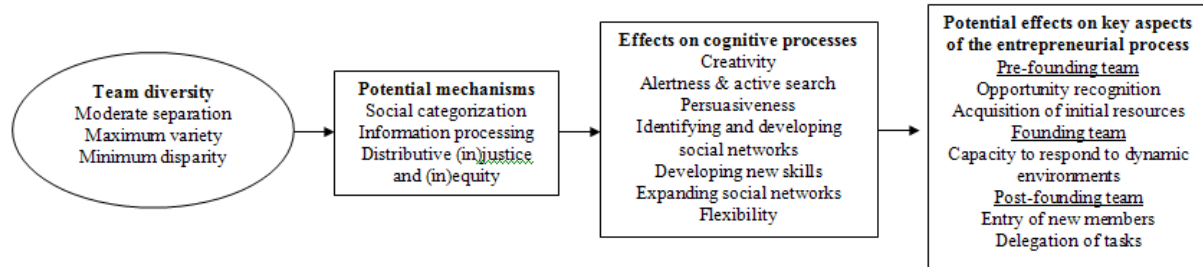 Team diversity
Moderate separation
Maximum variety
Minimum disparity
Potential mechanisms
Social categorization
Information processing
Distributive (in)justice
and (in)equity
Effects on cognitive processes
Creativity
Alertness & active search
Persuasiveness
Identifying and developing
social networks
Developing new skills
Expanding social networks
Flexibility
Potential effects on key aspects
of the entrepreneurial process
Pre-founding team
Opportunity recognition
Acquisition of initial resources
Founding team
Capacity to respond to dynamic
environments
Post-founding team
Entry of new members
Delegation of tasks